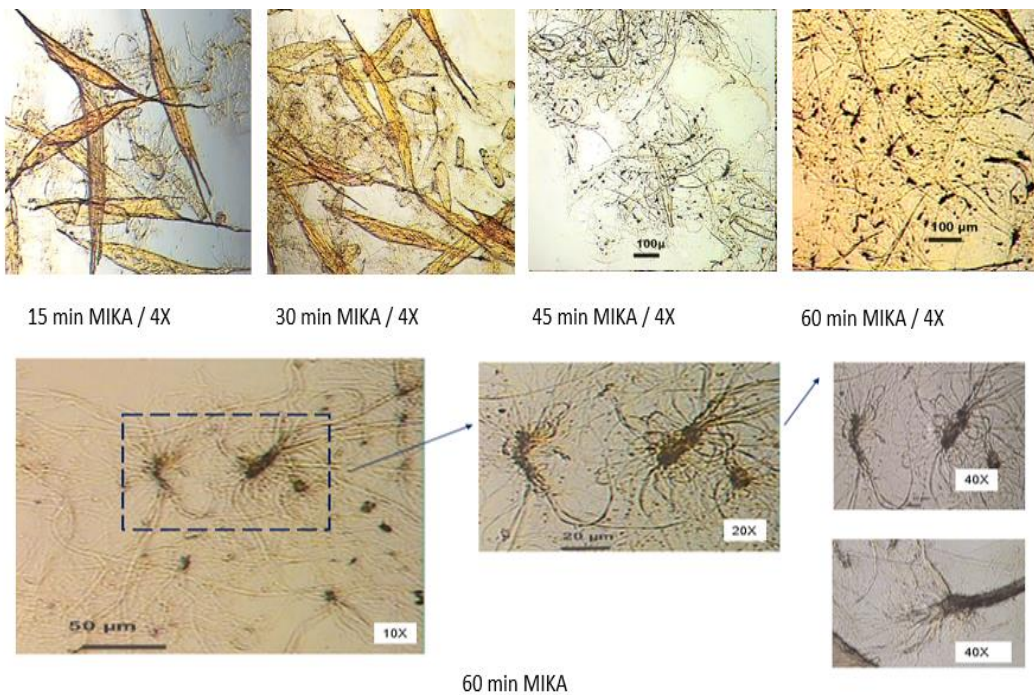 100µ
100 µm
15 min MIKA / 4X
30 min MIKA / 4X
45 min MIKA / 4X
60 min MIKA / 4X
40X
20 µm
20X
50 µm
10X
40X
60 min MIKA